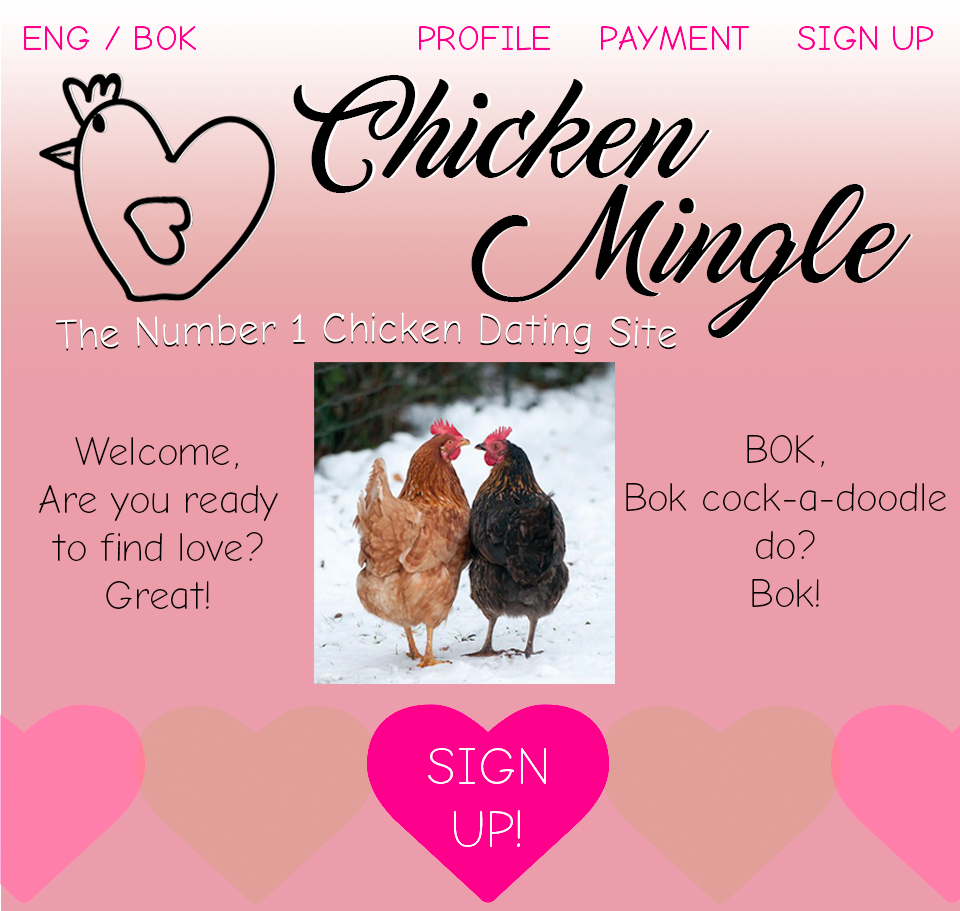 ENG / BOK PROFILE PAYMENT SIGN UP
Chicken
Mingle
The Number 1 Chicken Dating Site
Welcome,
Are you ready
to find love?
Great!
BOK,
Bok cock-a-doodle
do?
Bok!
SIGN
UP!